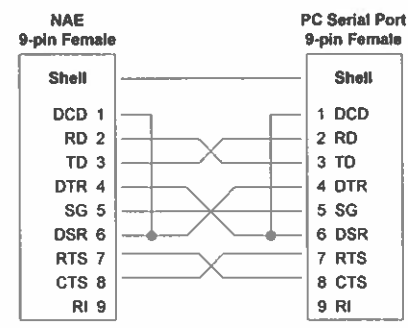 NAE
9-pin Female
PC Serial Port
9-pin Female
Shell
Shell
DCD 1
1 DCD
RD 2
2 RD
TD 3
3 TD
DTR 4
4 DTR
SG 5
5 SG
DSR 6
6 DSR
RTS 7
7 RTS
CTS 8
8 CTS
RI 9
9 RI